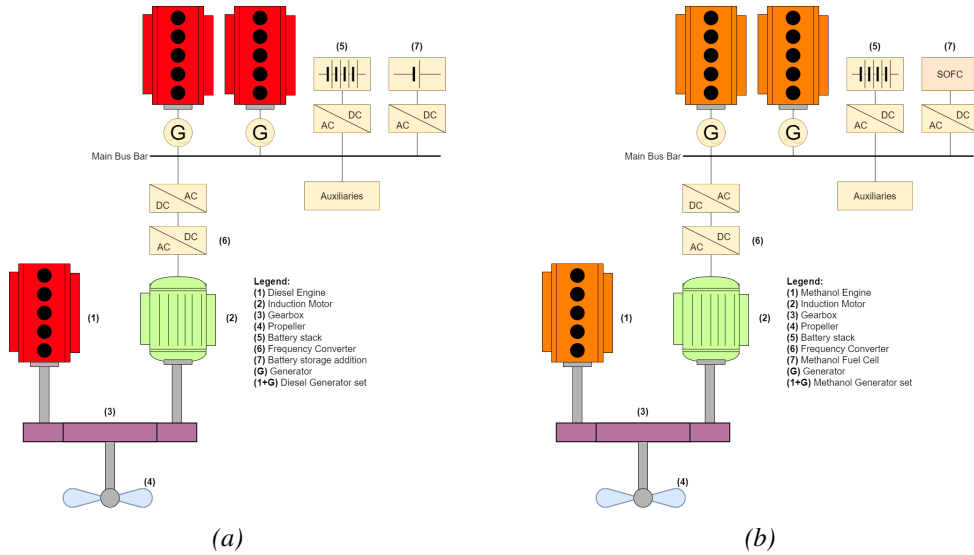 (5)
(7)
DC
AC
DC
AC
G
G
Main Bus Bar
AC
DC
Auxiliaries
DC
AC
(6)
(1)
(2)
Legend:
(1) Diesel Engine
(2) Induction Motor
(3) Gearbox
(4) Propeller
(5) Battery stack
(6) Frequency Converter
(7) Battery storage addition
(G) Generator
(1+G) Diesel Generator set
(3)
(4)
(a)
(5)
(7)
SOFC
DC
AC
DC
AC
G
G
Main Bus Bar
AC
DC
Auxiliaries
DC
AC
(6)
(1)
(2)
Legend:
(1) Methanol Engine
(2) Induction Motor
(3) Gearbox
(4) Propeller
(5) Battery stack
(6) Frequency Converter
(7) Methanol Fuel Cell
(G) Generator
(1+G) Methanol Generator set
(3)
(4)
(b)